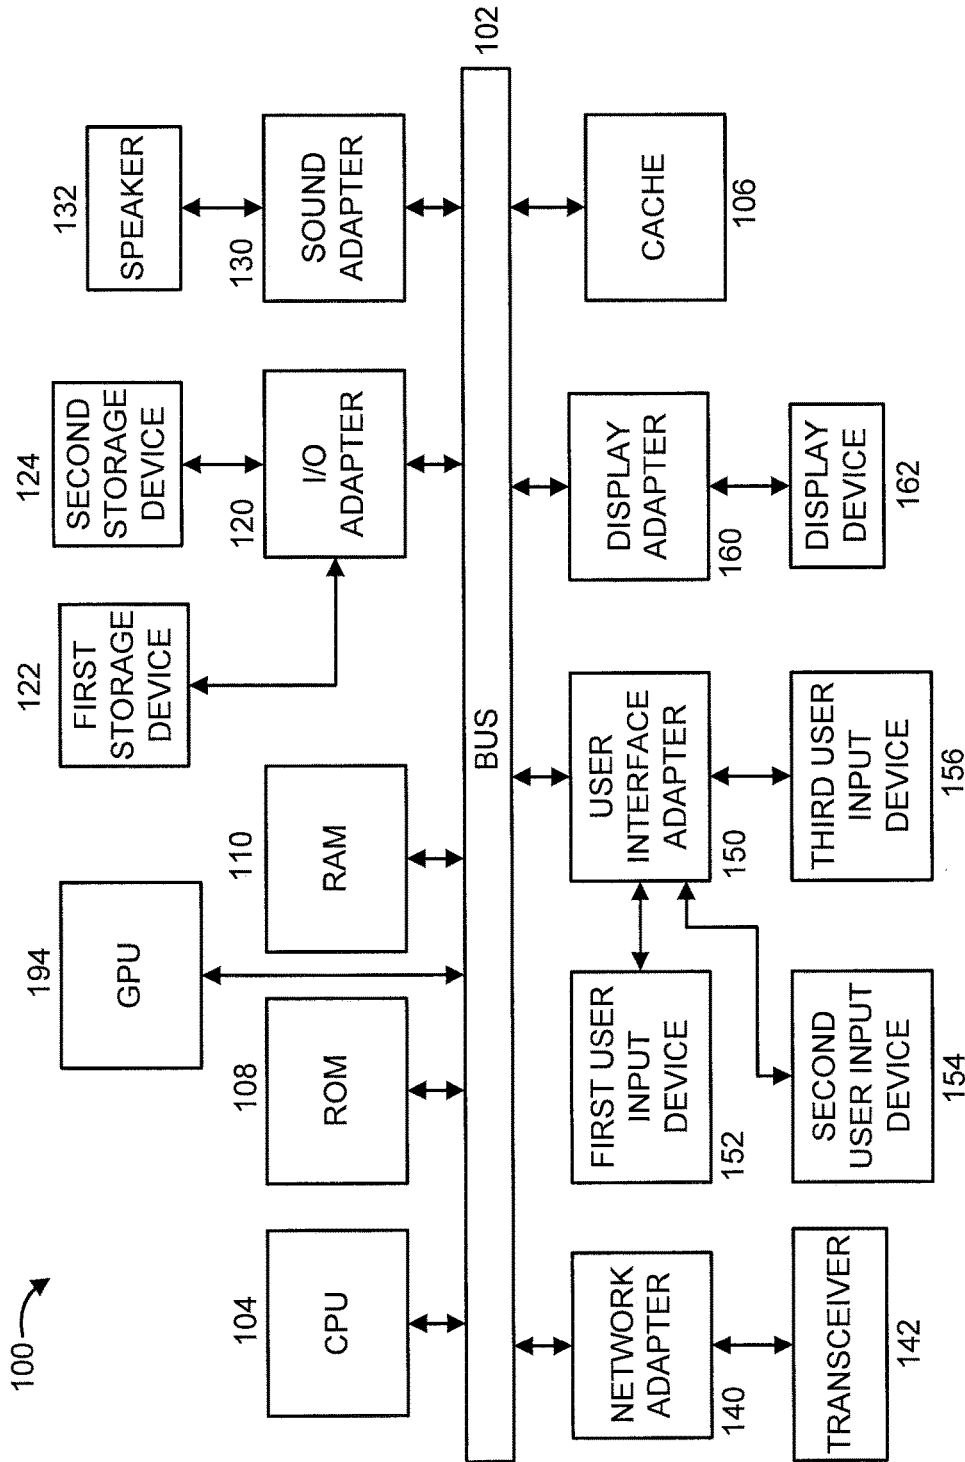 100
104
CPU
108
ROM
194
GPU
110
RAM
122
FIRST
STORAGE
DEVICE
124
SECOND
STORAGE
DEVICE
120
I/O
ADAPTER
132
SPEAKER
130
SOUND
ADAPTER
BUS
102
NETWORK
ADAPTER
140
TRANSCEIVER
142
FIRST USER
INPUT
DEVICE
152
SECOND
USER INPUT
DEVICE
154
USER
INTERFACE
ADAPTER
150
THIRD USER
INPUT
DEVICE
156
DISPLAY
ADAPTER
160
DISPLAY
DEVICE
162
CACHE
106